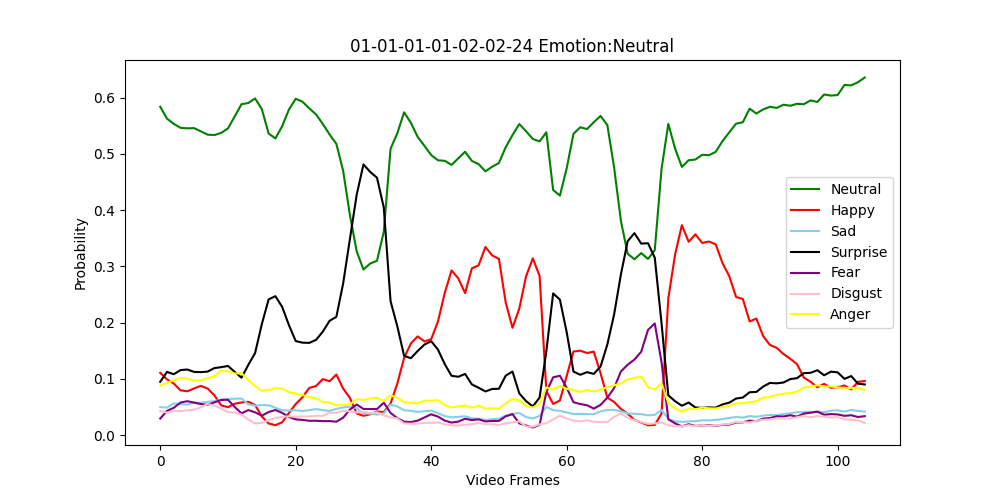 01-01-01-01-02-02-24 Emotion:Neutral
Probability
0.6
0.5
0.4
0.3
0.2
0.1
0.0
Neutral
Happy
Sad
Surprise
Fear
Disgust
Anger
0 20 40 60 80 100
Video Frames